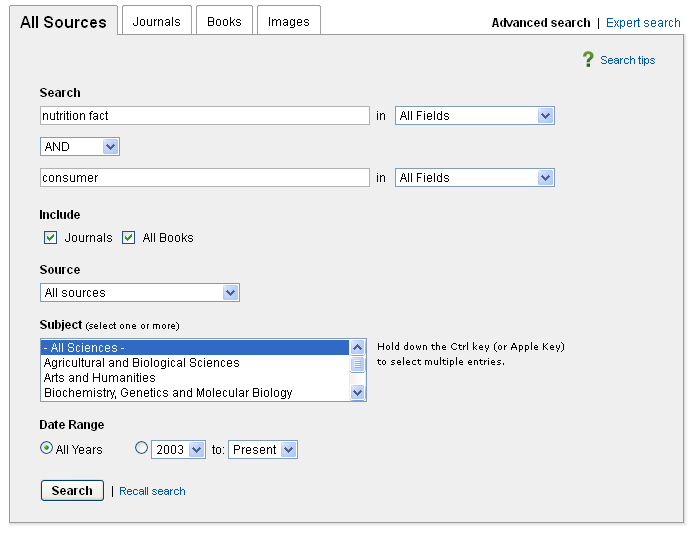 All Sources Journals Books Images Advanced search | Expert search
? Search tips
Search
nutrition fact in All Fields
AND
consumer in All Fields
Include
Journals All Books
Source
All sources
Subject (select one or more)
- All Sciences -
Agricultural and Biological Sciences
Arts and Humanities
Biochemistry, Genetics and Molecular Biology
Hold down the Ctrl key (or Apple Key)
to select multiple entries.
Date Range
All Years 2003 to: Present
Search | Recall search